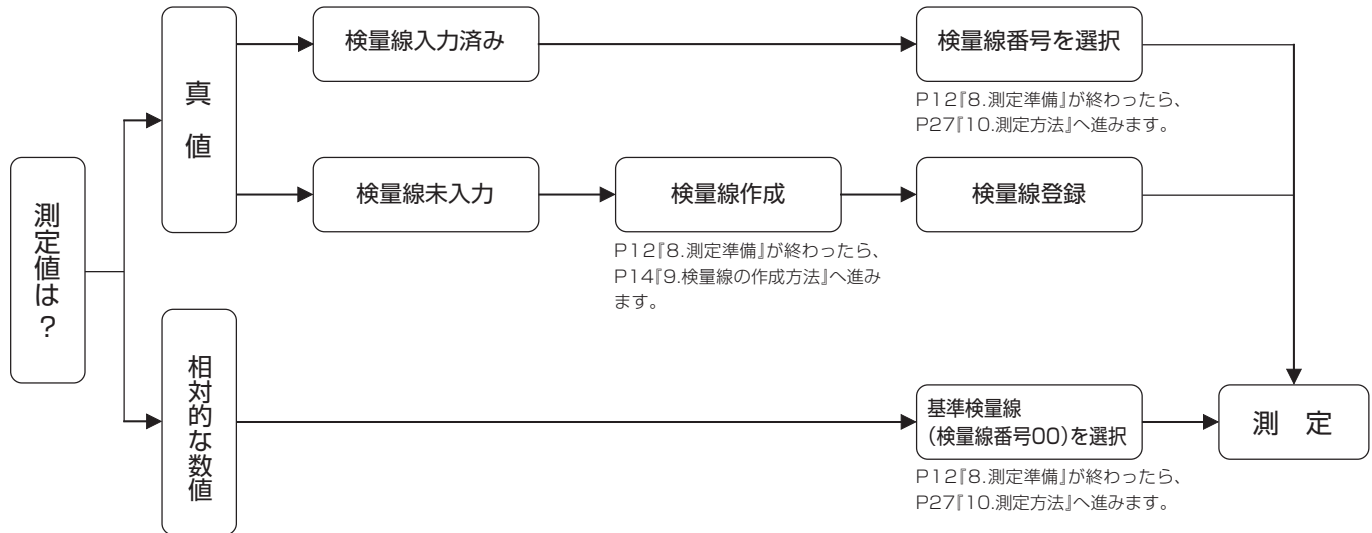 測定値は？
真　値
検量線入力済み
検量線番号を選択
P12『8.測定準備』が終わったら、
P27『10.測定方法』へ進みます。
検量線未入力
検量線作成
P12『8.測定準備』が終わったら、
P14『9.検量線の作成方法』へ進み
ます。
検量線登録
相対的な数値
基準検量線
（検量線番号00）を選択
P12『8.測定準備』が終わったら、
P27『10.測定方法』へ進みます。
測　定